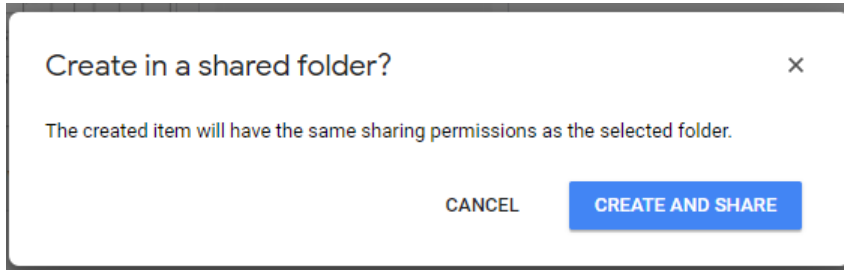 Create in a shared folder?
The created item will have the same sharing permissions as the selected folder.
CANCEL CREATE AND SHARE